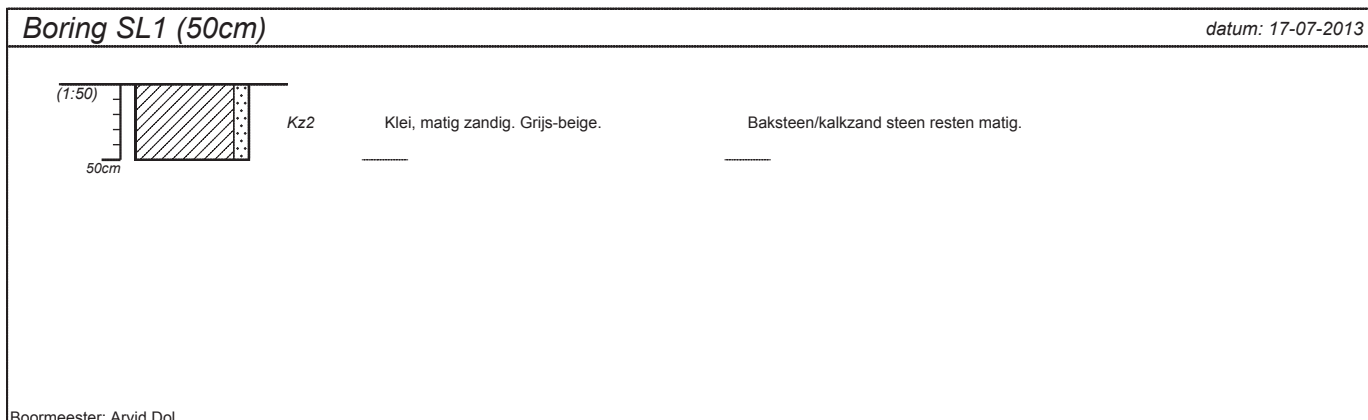 Boring SL1 (50cm) datum: 17-07-2013
(1:50)
Kz2 Klei, matig zandig. Grijs-beige. Baksteen/kalkzand steen resten matig.
50cm
Boormeester: Arvid Dol